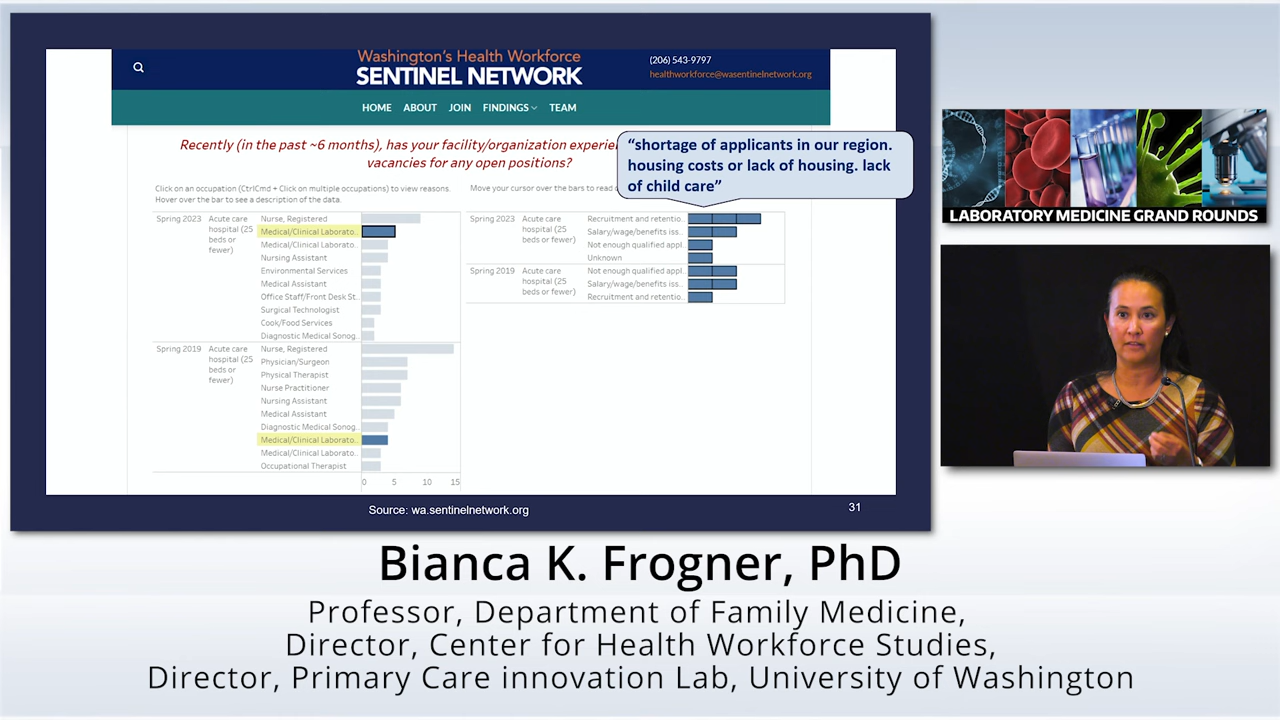 Washington's Health Workforce
SENTINEL NETWORK
(206) 543-9797
healthworkforce@wasentinelnetwork.org
HOME ABOUT JOIN FINDINGS TEAM
Recently (in the past ~6 months), has your facility/organization experie
vacancies for any open positions?
"shortage of applicants in our region.
housing costs or lack of housing. lack
of child care"
Click on an occupation (CtrlCmd + Click on multiple occupations) to view reasons.
Hover over the bar to see a description of the data.
Move your cursor over the bars to read
Spring 2023
Acute care
hospital (25
beds or
fewer)
Nurse, Registered
Medical/Clinical Laborato..
Medical/Clinical Laborato..
Nursing Assistant
Environmental Services
Medical Assistant
Office Staff/Front Desk St..
Surgical Technologist
Cook/Food Services
Diagnostic Medical Sonog..
Spring 2019
Acute care
hospital (25
beds or
fewer)
Nurse, Registered
Physician/Surgeon
Physical Therapist
Nurse Practitioner
Nursing Assistant
Medical Assistant
Diagnostic Medical Sonog..
Medical/Clinical Laborato..
Medical/Clinical Laborato..
Occupational Therapist
0 5 10 15
Spring 2023
Acute care
hospital (25
beds or fewer)
Recruitment and retentio..
Salary/wage/benefits iss..
Not enough qualified appl..
Unknown
Spring 2019
Acute care
hospital (25
beds or fewer)
Not enough qualified appl..
Salary/wage/benefits iss..
Recruitment and retentio..
Source: wa.sentinelnetwork.org
31
LABORATORY MEDICINE GRAND ROUNDS
Bianca K. Frogner, PhD
Professor, Department of Family Medicine,
Director, Center for Health Workforce Studies,
Director, Primary Care innovation Lab, University of Washington